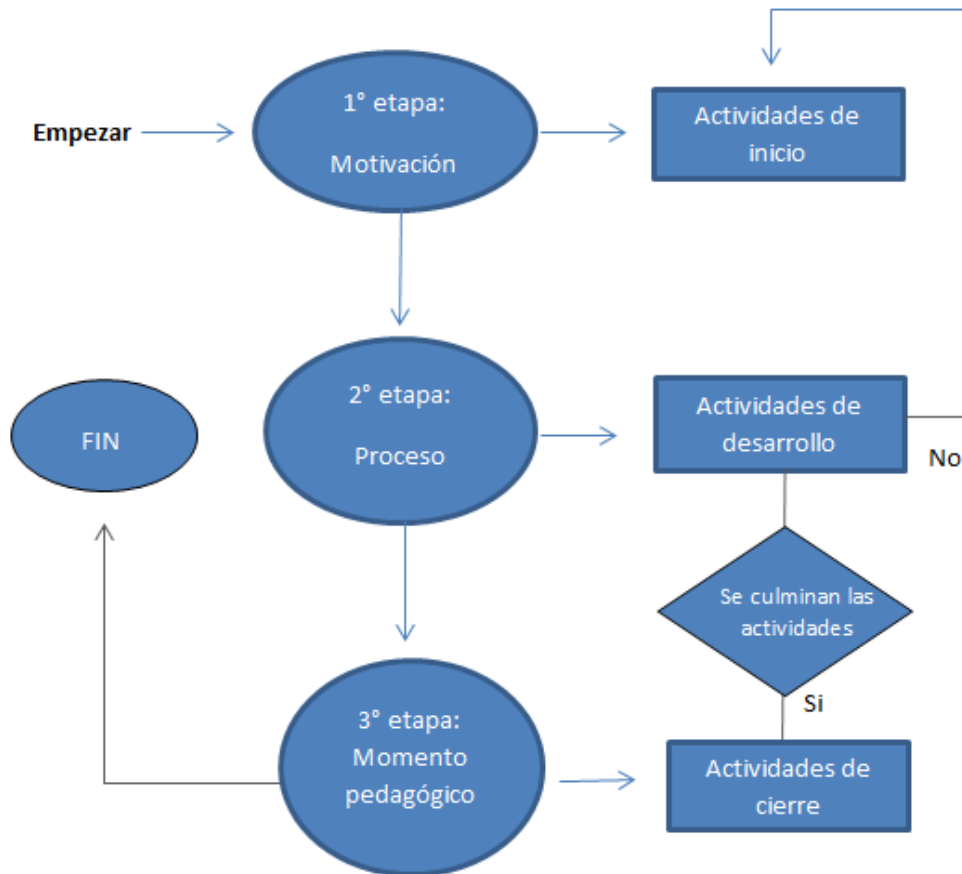 1° etapa:
Motivación
Actividades de
inicio
Empezar
2° etapa:
Proceso
Actividades de
desarrollo
FIN
No
Se culminan las
actividades
Si
3° etapa:
Momento
pedagógico
Actividades de
cierre